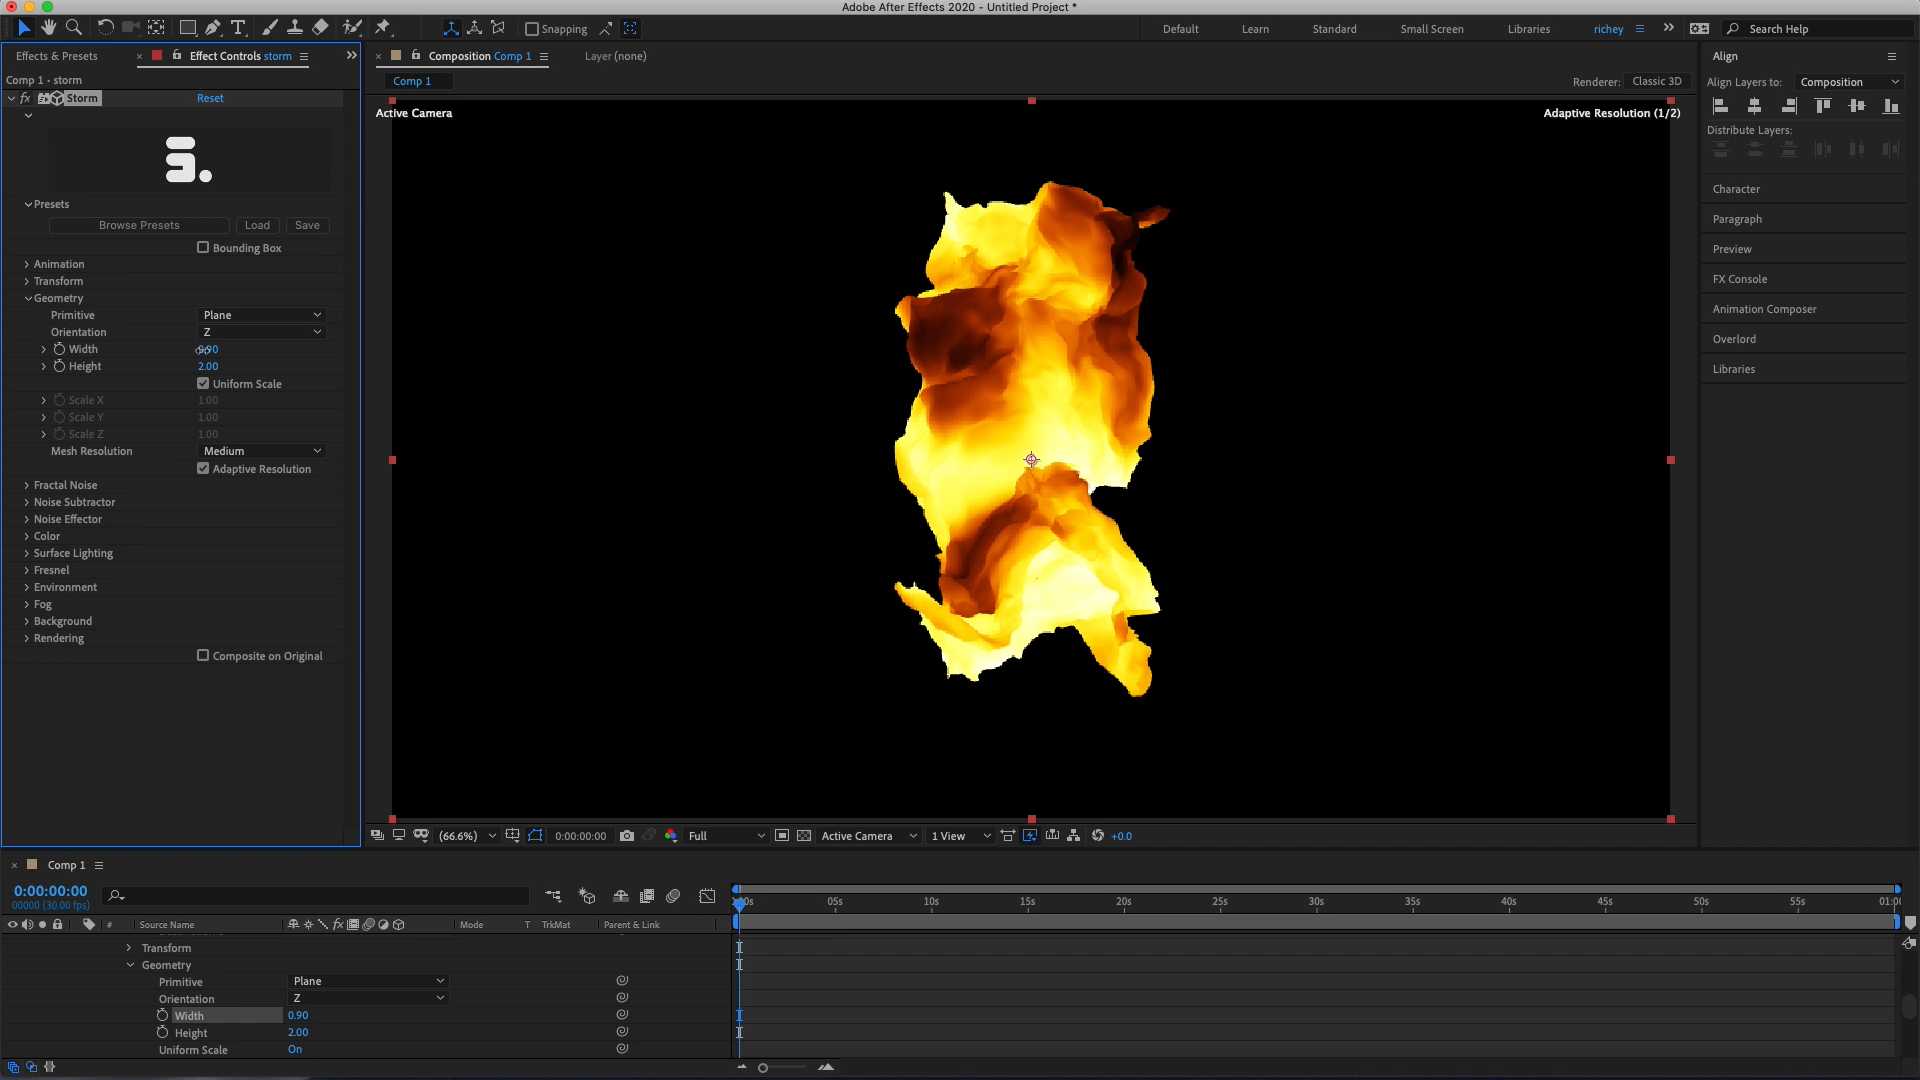 Adobe After Effects 2020 - Untitled Project *
Snapping
Default
Learn
Standard
Small Screen
Libraries
richey
Search Help
Effects & Presets
Effect Controls storm
Composition Comp 1
Layer (none)
Align
Comp 1 • storm
Comp 1
Renderer: Classic 3D
Align Layers to: Composition
fx Storm
Reset
Active Camera
Adaptive Resolution (1/2)
Distribute Layers:
Presets
Browse Presets
Load
Save
Bounding Box
Animation
Transform
Geometry
Primitive Plane
Orientation Z
Width
Height 2.00
Uniform Scale
Scale X 1.00
Scale Y 1.00
Scale Z 1.00
Mesh Resolution Medium
Adaptive Resolution
Fractal Noise
Noise Subtractor
Noise Effector
Color
Surface Lighting
Fresnel
Environment
Fog
Background
Rendering
Composite on Original
Character
Paragraph
Preview
FX Console
Animation Composer
Overlord
Libraries
(66.6%)
0:00:00:00
Full
Active Camera
1 View
+0.0
Comp 1
0:00:00:00
00000 (30.00 fps)
05s 10s 15s 20s 25s 30s 35s 40s 45s 50s 55s
# Source Name fx Mode T TrkMat Parent & Link
Transform
Geometry
Primitive Plane
Orientation Z
Width 0.90
Height 2.00
Uniform Scale On